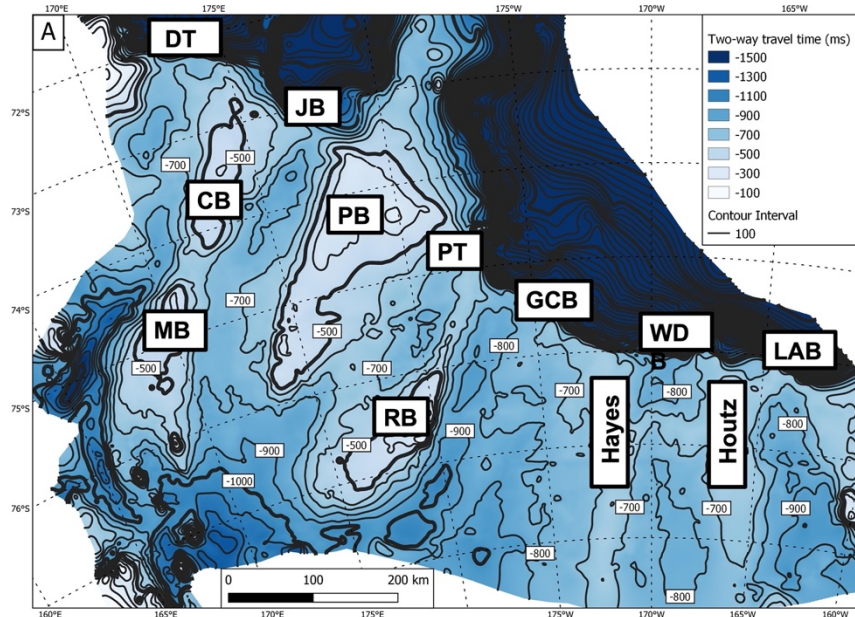 170°E
175°E
180°
175°W
170°W
165°W
A
DT
JB
CB
PB
PT
MB
GCB
WD
B
LAB
RB
Hayes
Houtz
Two-way travel time (ms)
-1500
-1300
-1100
-900
-700
-500
-300
-100
Contour Interval
100
72°S
73°S
74°S
75°S
76°S
-700
-500
-700
-500
-500
-700
-800
-700
-800
-800
-500
-900
-900
-1000
-700
-700
-900
-800
-800
0
100
200 km
160°E
165°E
175°E
175°W
170°W
165°W
160°W